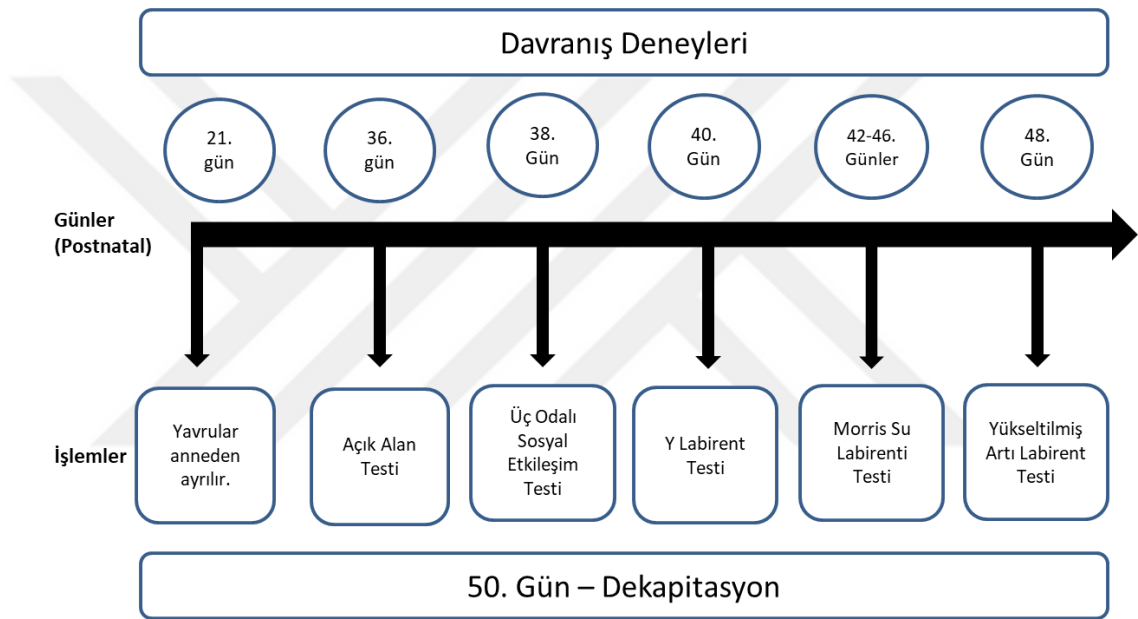 Davranış Deneyleri
21.
gün
36.
gün
38.
Gün
40.
Gün
42-46.
Günler
48.
Gün
Günler
(Postnatal)
İşlemler
Yavrular
anneden
ayrılır.
Açık Alan
Testi
Üç Odalı
Sosyal
Etkileşim
Testi
Y Labirent
Testi
Morris Su
Labirenti
Testi
Yükseltilmiş
Artı Labirent
Testi
50. Gün – Dekapitasyon